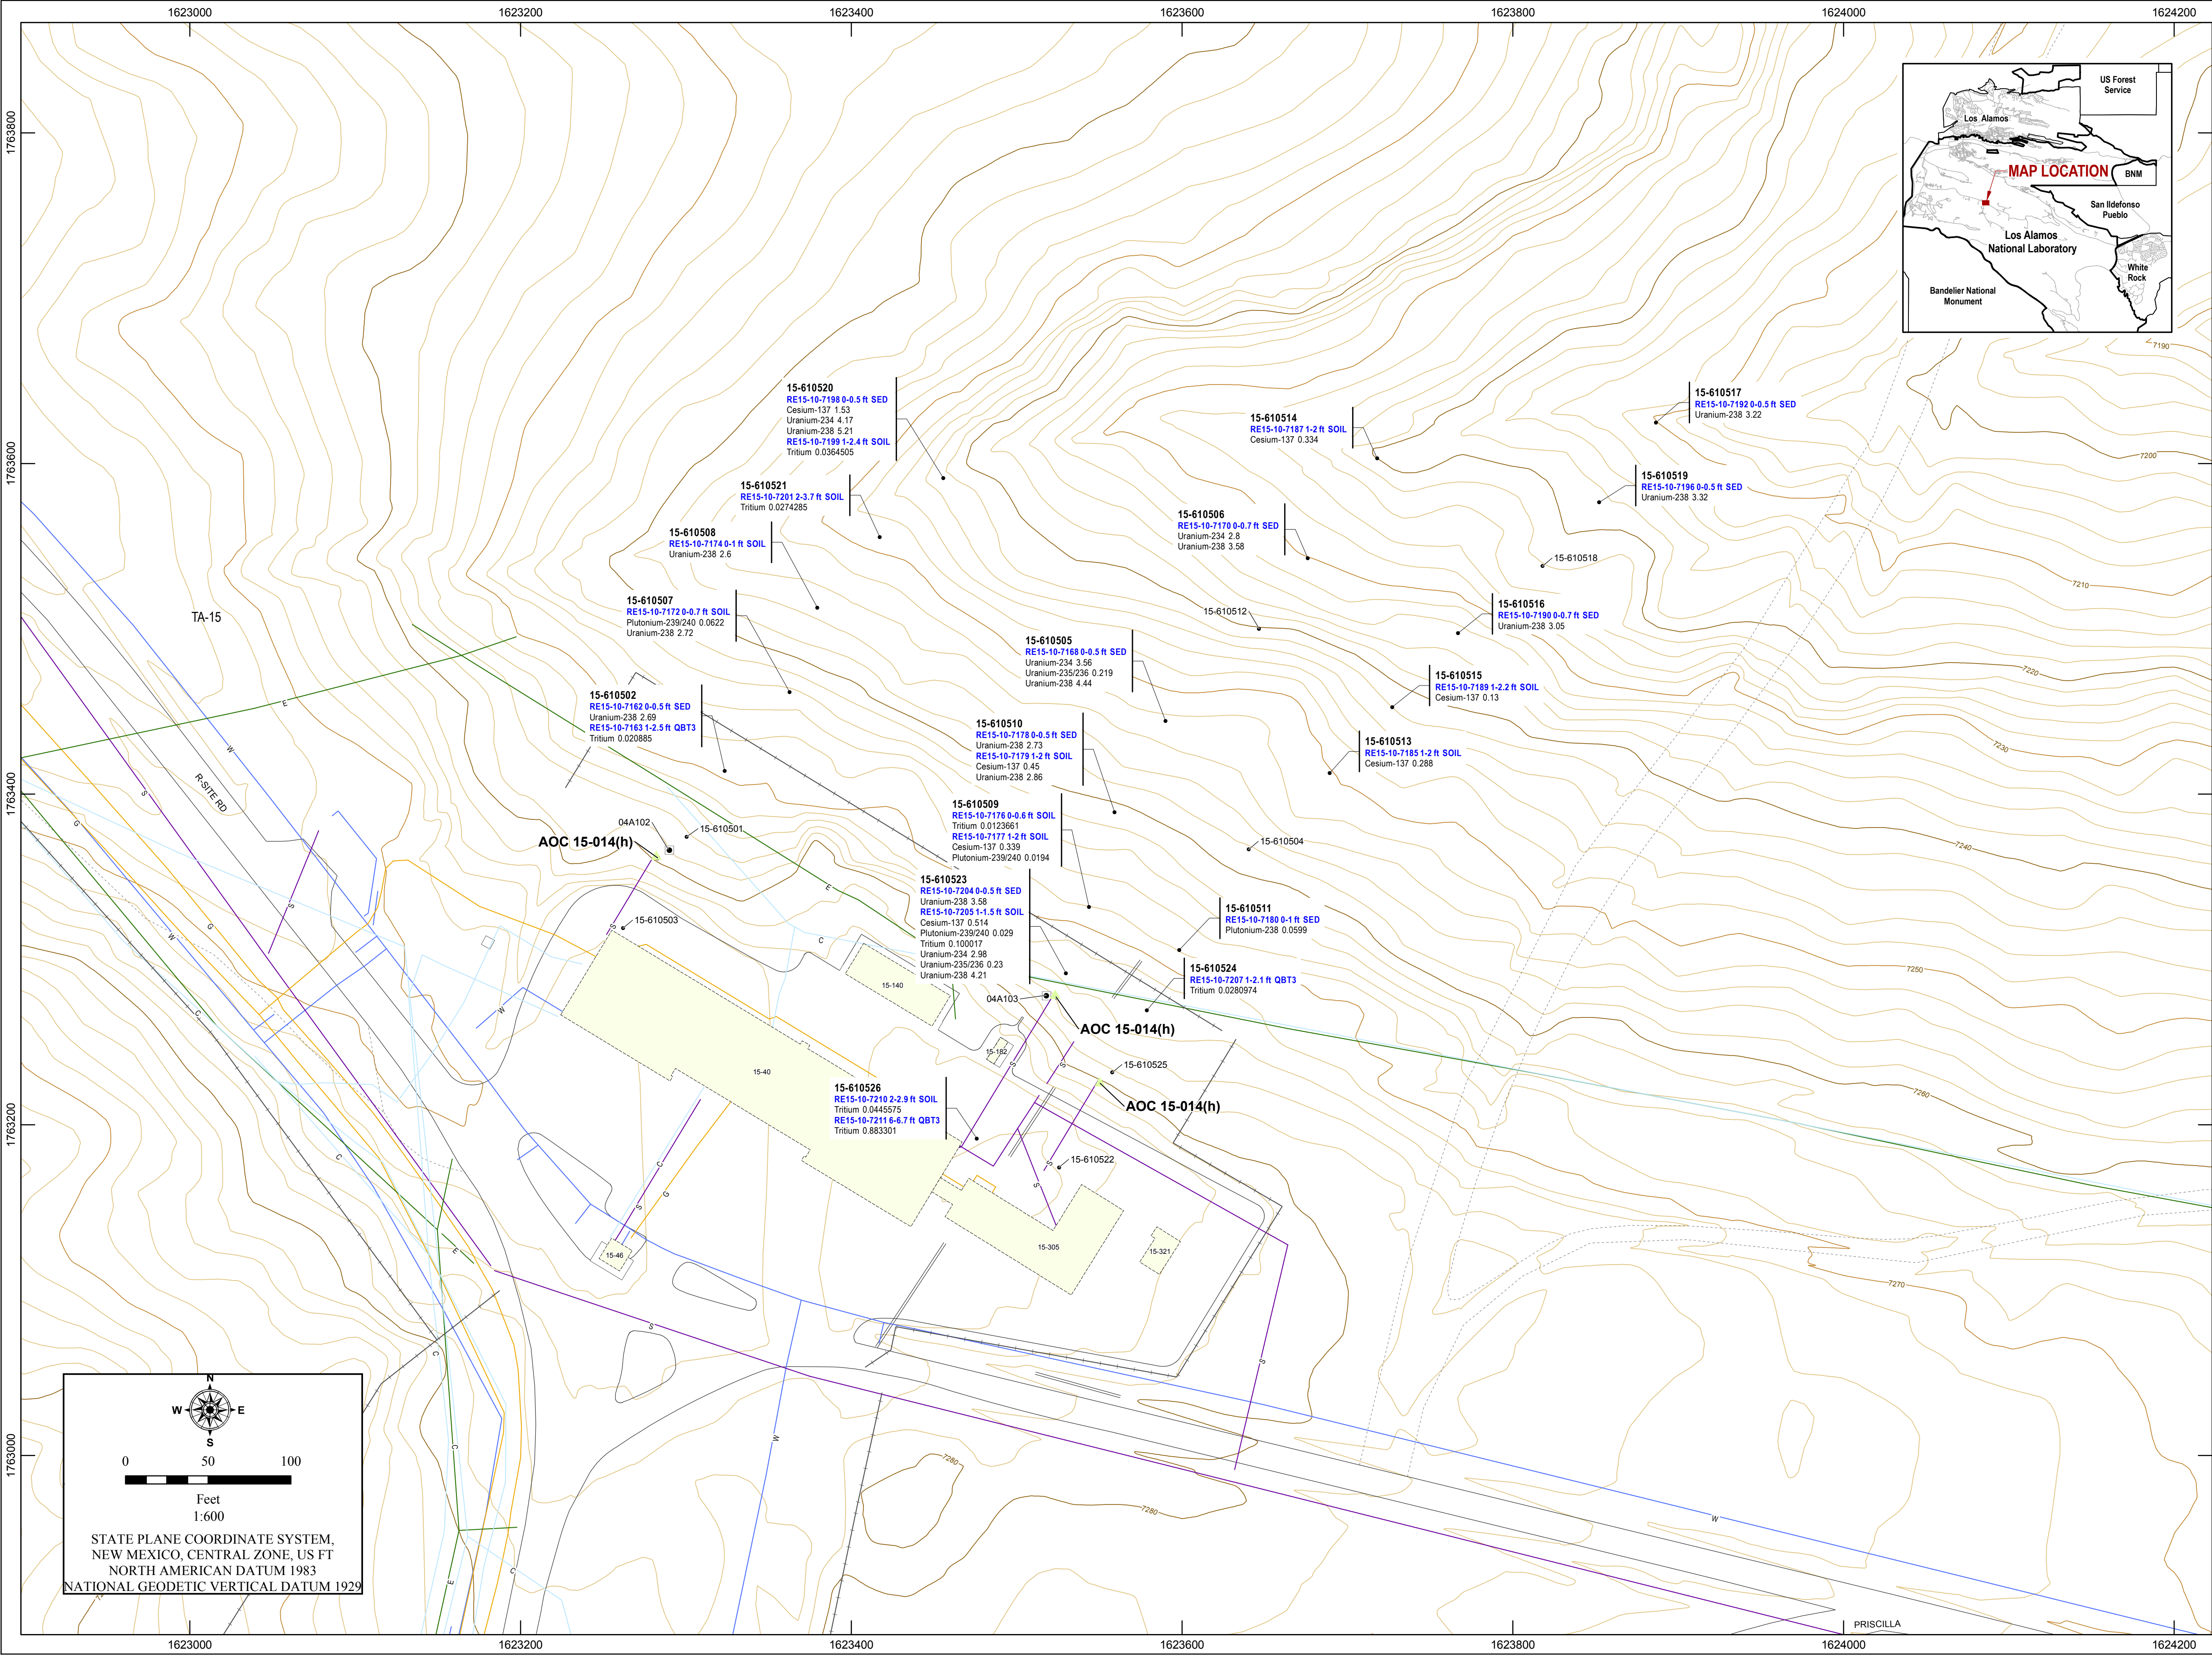 1623000
1623200
1623400
1623600
1623800
1624000
1624200
1763800
1763600
1763400
1763200
1763000
US Forest
Service
Los Alamos
MAP LOCATION
BNM
San Ildefonso
Pueblo
Los Alamos
National Laboratory
White
Rock
Bandelier National
Monument
7190
15-610520
RE15-10-7198 0-0.5 ft SED
Cesium-137 1.53
Uranium-234 4.17
Uranium-238 5.21
RE15-10-7199 1-2.4 ft SOIL
Tritium 0.0364505
15-610514
RE15-10-7187 1-2 ft SOIL
Cesium-137 0.334
15-610517
RE15-10-7192 0-0.5 ft SED
Uranium-238 3.22
7200
15-610521
RE15-10-7201 2-3.7 ft SOIL
Tritium 0.0274285
15-610519
RE15-10-7196 0-0.5 ft SED
Uranium-238 3.32
15-610506
RE15-10-7170 0-0.7 ft SED
Uranium-234 2.8
Uranium-238 3.58
15-610508
RE15-10-7174 0-1 ft SOIL
Uranium-238 2.6
15-610518
7210
15-610507
RE15-10-7172 0-0.7 ft SOIL
Plutonium-239/240 0.0622
Uranium-238 2.72
TA-15
15-610512
15-610516
RE15-10-7190 0-0.7 ft SED
Uranium-238 3.05
15-610505
RE15-10-7168 0-0.5 ft SED
Uranium-234 3.56
Uranium-235/236 0.219
Uranium-238 4.44
7220
15-610515
RE15-10-7189 1-2.2 ft SOIL
Cesium-137 0.13
15-610502
RE15-10-7162 0-0.5 ft SED
Uranium-238 2.69
RE15-10-7163 1-2.5 ft QBT3
Tritium 0.020885
E
15-610510
RE15-10-7178 0-0.5 ft SED
Uranium-238 2.73
RE15-10-7179 1-2 ft SOIL
Cesium-137 0.45
Uranium-238 2.86
15-610513
RE15-10-7185 1-2 ft SOIL
Cesium-137 0.288
7230
W
S
R-SITE RD
G
15-610509
RE15-10-7176 0-0.6 ft SOIL
Tritium 0.0123661
RE15-10-7177 1-2 ft SOIL
Cesium-137 0.339
Plutonium-239/240 0.0194
04A102
15-610501
AOC 15-014(h)
15-610504
7240
15-610523
RE15-10-7204 0-0.5 ft SED
Uranium-238 3.58
RE15-10-7205 1-1.5 ft SOIL
Cesium-137 0.514
Plutonium-239/240 0.029
Tritium 0.100017
Uranium-234 2.98
Uranium-235/236 0.23
Uranium-238 4.21
E
S
15-610503
S
G
W
C
15-610511
RE15-10-7180 0-1 ft SED
Plutonium-238 0.0599
15-610524
RE15-10-7207 1-2.1 ft QBT3
Tritium 0.0280974
7250
15-140
04A103
AOC 15-014(h)
W
C
15-182
S
S
15-610525
15-40
AOC 15-014(h)
7260
15-610526
RE15-10-7210 2-2.9 ft SOIL
Tritium 0.0445575
RE15-10-7211 6-6.7 ft QBT3
Tritium 0.883301
C
C
G
S
15-610522
S
S
15-46
15-305
15-321
E
7270
S
C
S
W
7280
7280
W
C
E
C
PRISCILLA
N
W
E
S
0
50
100
Feet
1:600
STATE PLANE COORDINATE SYSTEM,
NEW MEXICO, CENTRAL ZONE, US FT
NORTH AMERICAN DATUM 1983
NATIONAL GEODETIC VERTICAL DATUM 1929
1763800
1763600
1763400
1763200
1763000
1623000
1623200
1623400
1623600
1623800
1624000
1624200